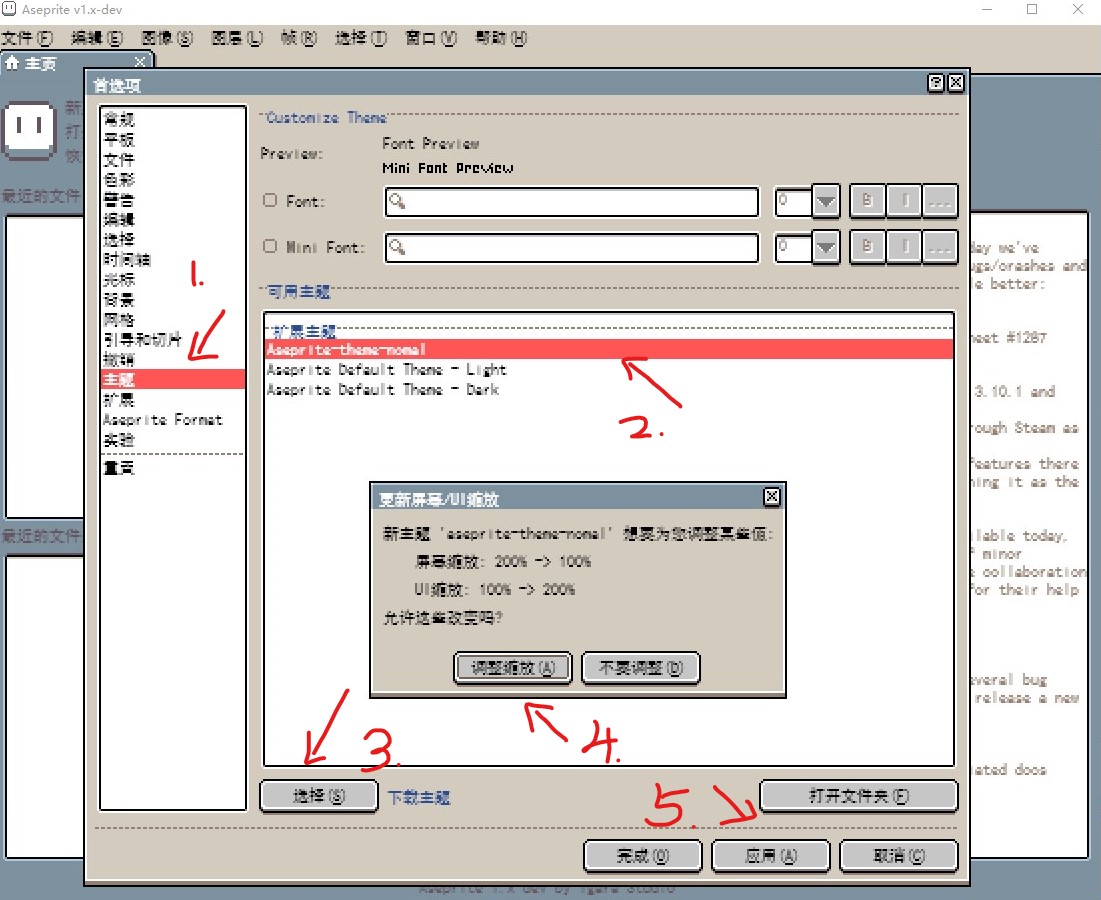 Aseprite v1.x-dev
文件(F) 编辑(E) 图像(S) 图层(L) 帧(R) 选择(T) 窗口(W) 帮助(H)
主页
首选项
新
打
恢
最近的文件
最近的文件
常规
平板
文件
色彩
警告
编辑
选择
时间轴
光标
背景
网格
引导和切片
撤销
主题
扩展
Aseprite Format
实验
重置
1.
Customize Theme
Preview:
Font Preview
Mini Font Preview
Font:
0 B I ...
Mini Font:
0 B I ...
可用主题
扩展主题
Aseprite-theme-nomal
Aseprite Default Theme - Light
Aseprite Default Theme - Dark
2.
更新屏幕/UI缩放
新主题 'aseprite-theme-nomal' 想要为您调整某些值:
屏幕缩放: 200% -> 100%
UI缩放: 100% -> 200%
允许这些改变吗?
调整缩放(A) 不要调整(D)
3.
4.
选择(S) 下载主题
5.
打开文件夹(F)
完成(O) 应用(A) 取消(C)
day we've
ugs/crashes and
e better:
heet #1287
3.10.1 and
rough Steam as
features there
ning it as the
ilable today,
minor
collaboration
for their help
everal bug
release a new
ated docs
Aseprite 1.x-dev by Igara Studio